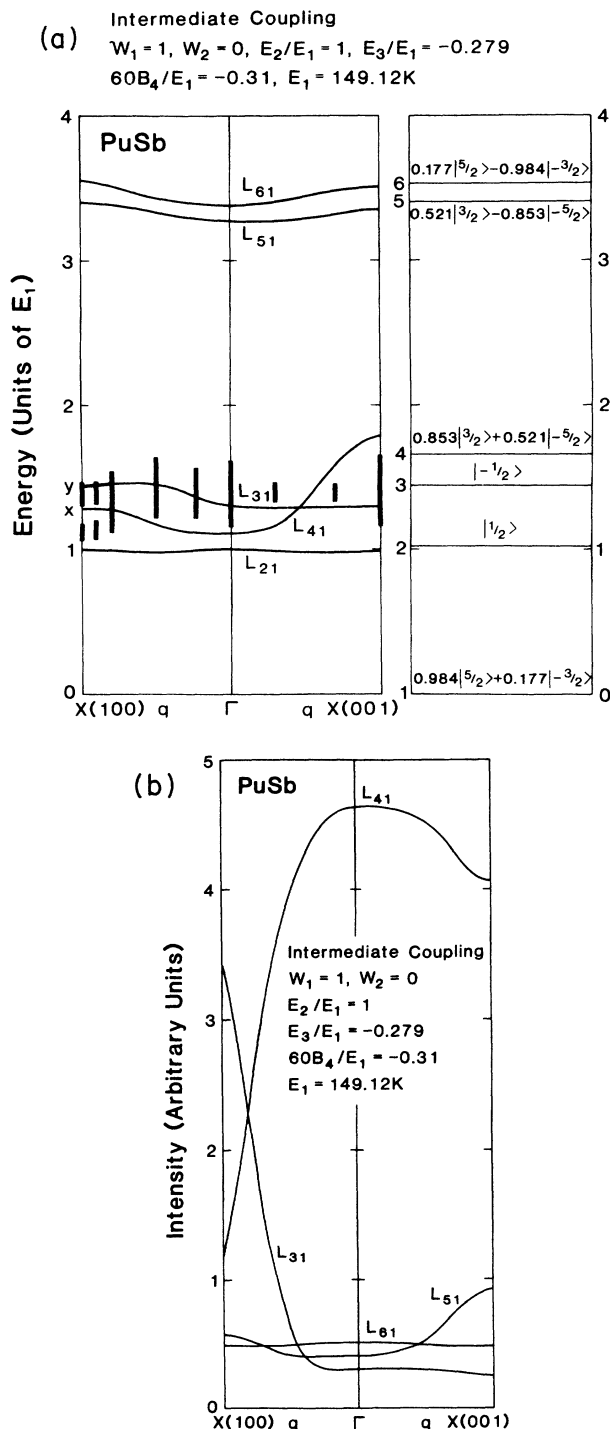 (a)
Intermediate Coupling
W₁ = 1, W₂ = 0, E₂/E₁ = 1, E₃/E₁ = −0.279
60B₄/E₁ = −0.31, E₁ = 149.12K
PuSb
Energy (Units of E₁)
4
3
2
y
x
1
0
L₆₁
L₅₁
L₃₁
L₄₁
L₂₁
X(100) q Γ q X(001)
6
5
4
3
2
1
0.177|5/2>−0.984|−3/2>
0.521|3/2>−0.853|−5/2>
0.853|3/2>+0.521|−5/2>
|−1/2>
|1/2>
0.984|5/2>+0.177|−3/2>
4
3
2
1
0
(b)
PuSb
Intensity (Arbitrary Units)
5
4
3
2
1
0
L₄₁
Intermediate Coupling
W₁ = 1, W₂ = 0
E₂/E₁ = 1
E₃/E₁ = −0.279
60B₄/E₁ = −0.31
E₁ = 149.12K
L₃₁
L₅₁
L₆₁
X(100) q Γ q X(001)